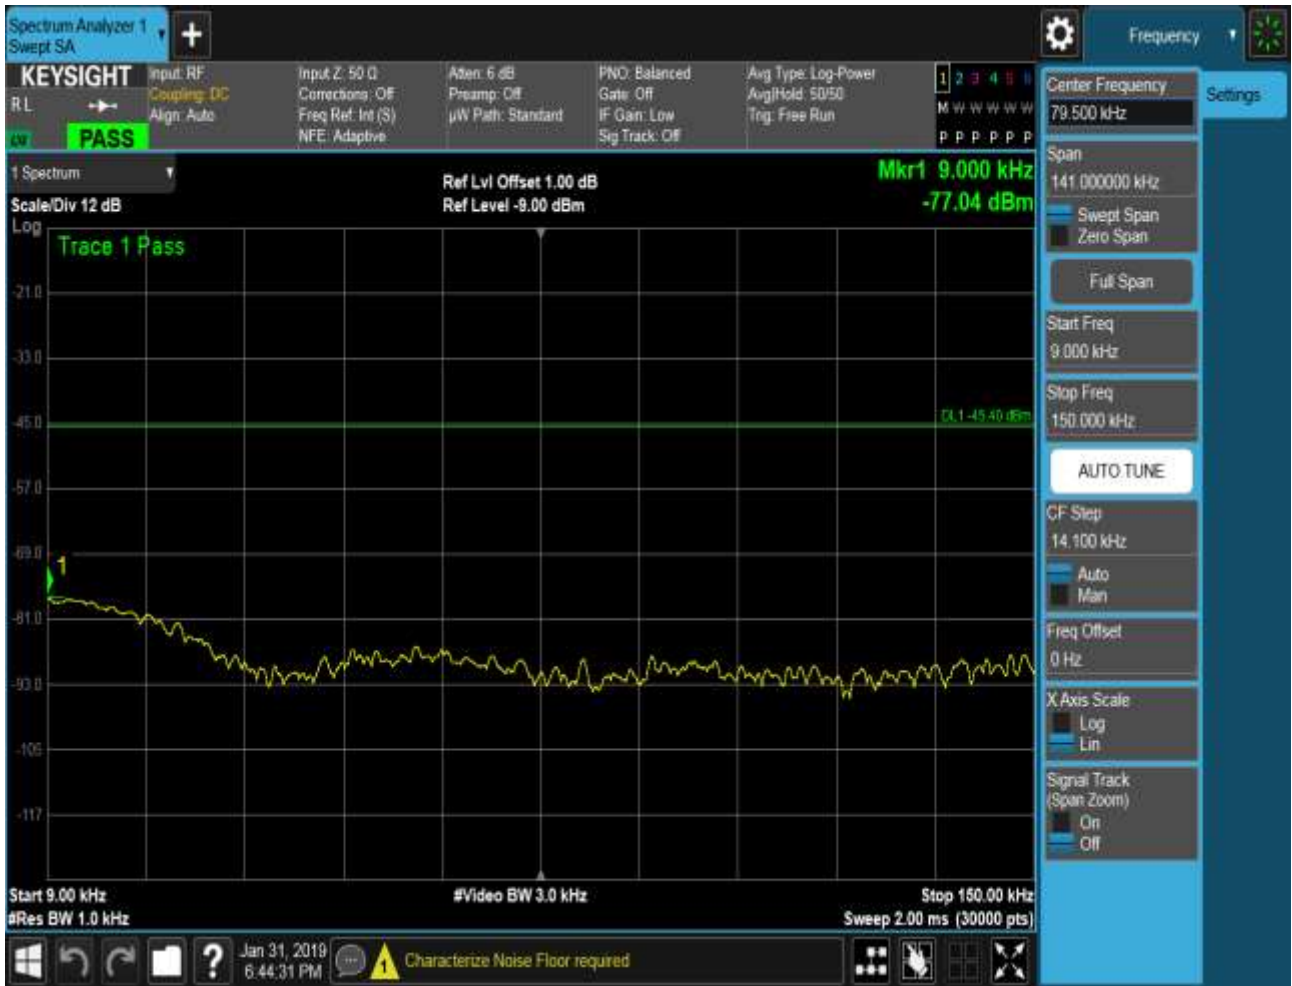 Spectrum Analyzer 1
Swept SA
+
Frequency
KEYSIGHT
R L
PASS
Input: RF
Coupling: DC
Align: Auto
Input Z: 50 Ω
Corrections: Off
Freq Ref: Int (S)
NFE: Adaptive
Atten: 6 dB
Preamp: Off
µW Path: Standard
PNO: Balanced
Gate: Off
IF Gain: Low
Sig Track: Off
Avg Type: Log-Power
Avg|Hold: 50/50
Trig: Free Run
1 2 3 4 5 6
M W W W W W
P P P P P P
1 Spectrum
Scale/Div 12 dB
Ref Lvl Offset 1.00 dB
Ref Level -9.00 dBm
Mkr1 9.000 kHz
-77.04 dBm
Log
Trace 1 Pass
-21.0
-33.0
-45.0
DL1 -45.40 dBm
-57.0
-69.0
1
-81.0
-93.0
-105
-117
Start 9.00 kHz
#Video BW 3.0 kHz
Stop 150.00 kHz
#Res BW 1.0 kHz
Sweep 2.00 ms (30000 pts)
Center Frequency
79.500 kHz
Settings
Span
141.000000 kHz
Swept Span
Zero Span
Full Span
Start Freq
9.000 kHz
Stop Freq
150.000 kHz
AUTO TUNE
CF Step
14.100 kHz
Auto
Man
Freq Offset
0 Hz
X Axis Scale
Log
Lin
Signal Track
(Span Zoom)
On
Off
?
Jan 31, 2019
6:44:31 PM
1
Characterize Noise Floor required